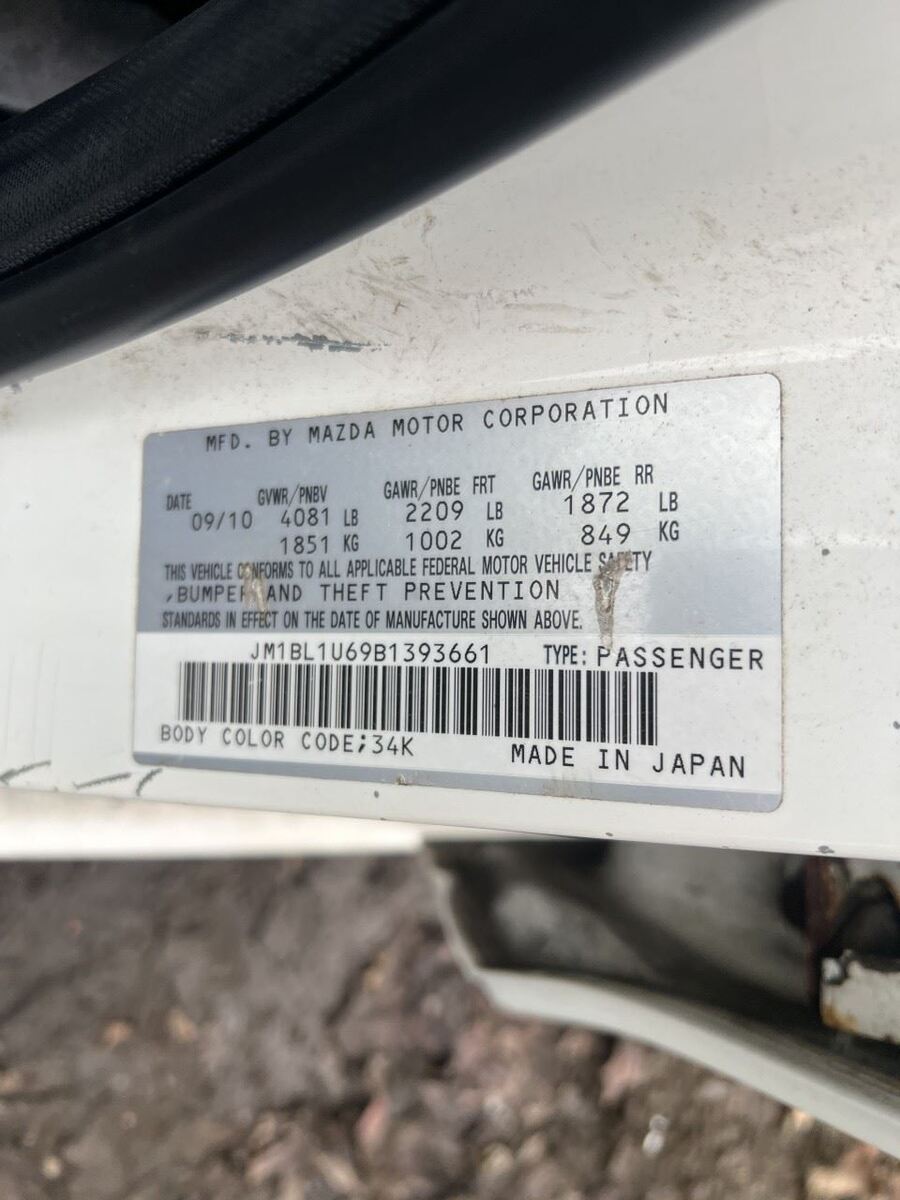 MFD. BY MAZDA MOTOR CORPORATION
DATE GVWR/PNBV GAWR/PNBE FRT GAWR/PNBE RR
09/10 4081 LB 2209 LB 1872 LB
1851 KG 1002 KG 849 KG
THIS VEHICLE CONFORMS TO ALL APPLICABLE FEDERAL MOTOR VEHICLE SAFETY
,BUMPER AND THEFT PREVENTION
STANDARDS IN EFFECT ON THE DATE OF MANUFACTURE SHOWN ABOVE.
JM1BL1U69B1393661 TYPE: PASSENGER
BODY COLOR CODE;34K MADE IN JAPAN